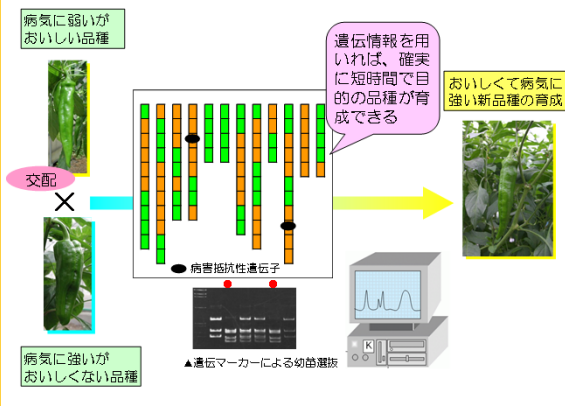 病気に弱いが
おいしい品種
交配
×
病気に強いが
おいしくない品種
遺伝情報を用
いれば、確実
に短時間で目
的の品種が育
成できる
● 病害抵抗性遺伝子
▲遺伝マーカーによる幼苗選抜
K
おいしくて病気に
強い新品種の育成